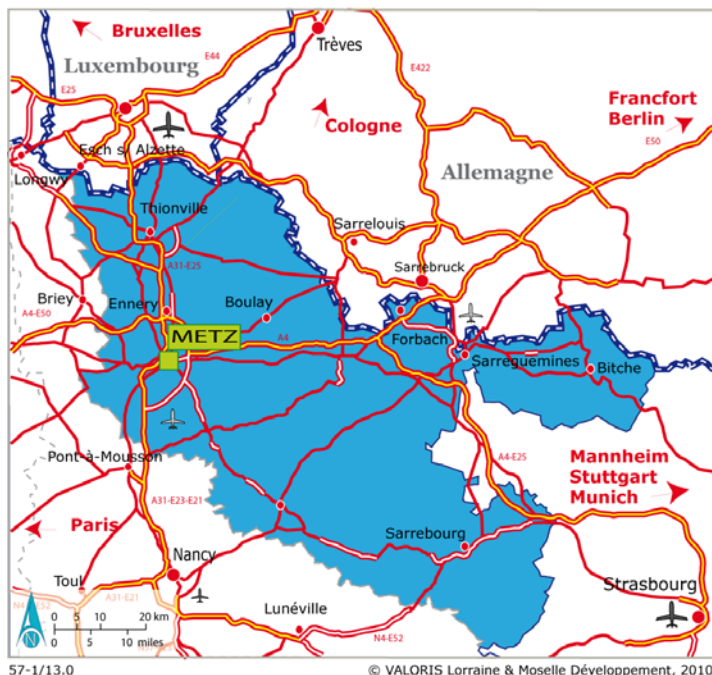 Bruxelles
E44
Trèves
Luxembourg
E422
E25
Francfort
Berlin
Cologne
E50
Esch s/ Alzette
Allemagne
Longwy
Thionville
Sarrelouis
A31-E25
Sarrebruck
Briey
Ennery
Boulay
A4-E50
METZ
A4
Forbach
Sarreguemines
Bitche
Pont-à-Mousson
A4-E25
Mannheim
Stuttgart
Munich
A31-E23-E21
Paris
Sarrebourg
Nancy
Toul
Strasbourg
A31-E21
N4-E52
Lunéville
N4-E52
0 5 10 20 km
0 5 10 miles
N
57-1/13.0
© VALORIS Lorraine & Moselle Développement, 2010